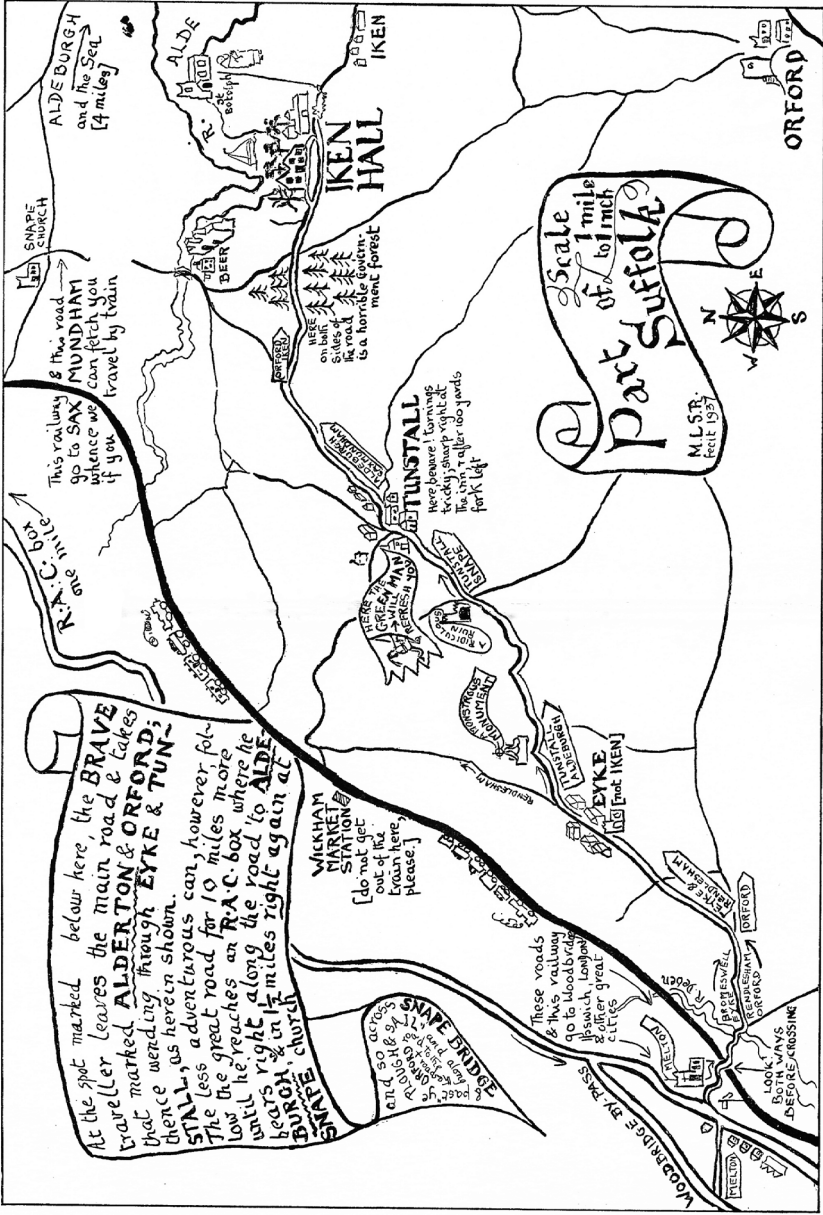 ALDEBURGH
and the Sea
[4 miles]
SNAPE
CHURCH
R.
ALDE
St
Botolph
IKEN
IKEN
HALL
BEER
ORFORD
Scale
of 1 mile
to 1 inch
Part of
Suffolk
M.L.S.R.
fecit 1937
N
E
S
W
This railway & this road
go to SAXMUNDHAM
whence we can fetch you
if you travel by train
HERE
on both
sides of
the road
is a horrible govern-
ment forest
ORFORD
IKEN
ALDEBURGH
SAXMUNDHAM
TUNSTALL
Here, beware! turnings
tricky; sharp right at
The inn, & after 100 yards
fork left
HERE THE
GREEN MAN
WILL
REFRESH YOU
TUNSTALL
SNAPE
A RIDICULOUS
RUIN
A MONSTROUS
MONUMENT
TUNSTALL
ALDEBURGH
RENDLESHAM
EYKE
[not IKEN]
R.A.C. box
one mile
WICKHAM
MARKET
STATION
[do not get
out of the
train here,
please.]
EYKE &
RENDLESHAM
ORFORD
BROMESWELL
EYKE
RENDLESHAM
ORFORD
R. Deben
These roads
& this railway
go to Woodbridge
Ipswich, LONDON
& other great
cities
MELTON
LOOK
BOTH WAYS
BEFORE CROSSING
WOODBRIDGE BY-PASS
MELTON
At the spot marked below here, the BRAVE
traveller leaves the main road & takes
that marked ALDERTON & ORFORD;
thence wending through EYKE & TUN-
STALL, as herein shown.
The less adventurous can, however fol-
low the great road for 10 miles more
until he reaches an R.A.C. box where he
bears right along the road to ALDE-
BURGH, & in 1½ miles right again at
SNAPE church
and so across
SNAPE BRIDGE